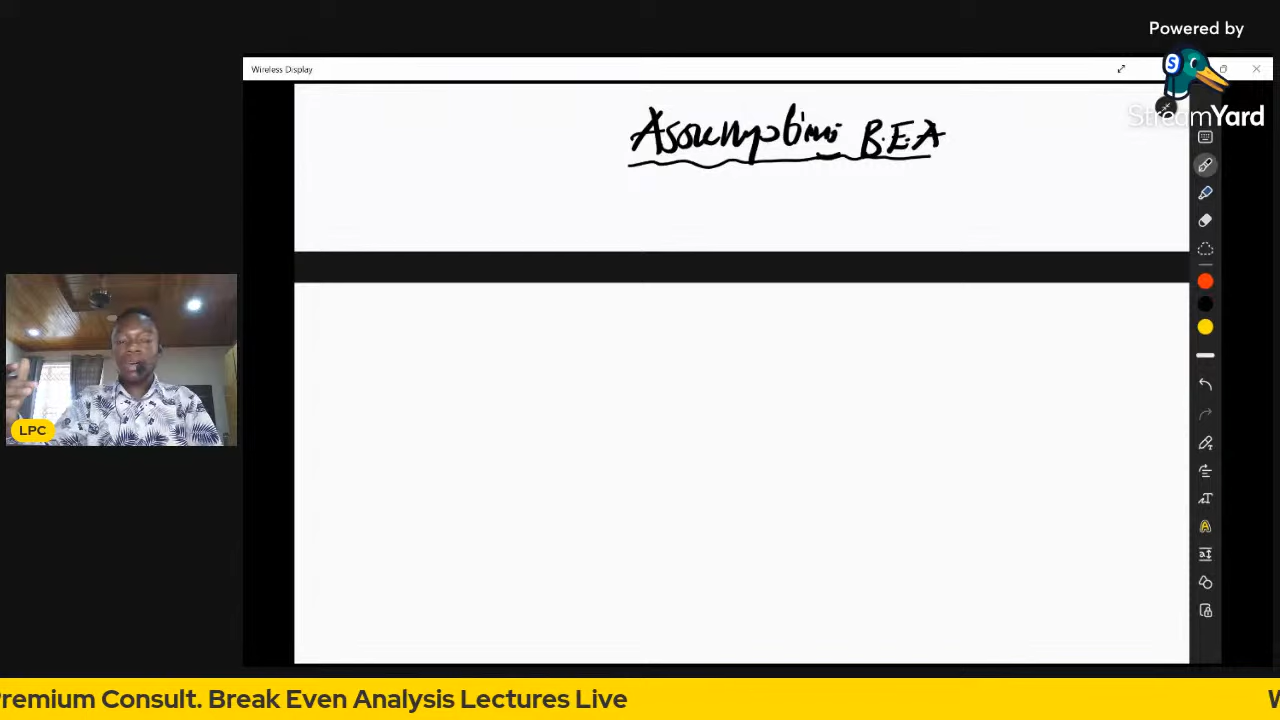 Powered by
StreamYard
Wireless Display
Assumptions B.E.A
LPC
Premium Consult. Break Even Analysis Lectures Live
W